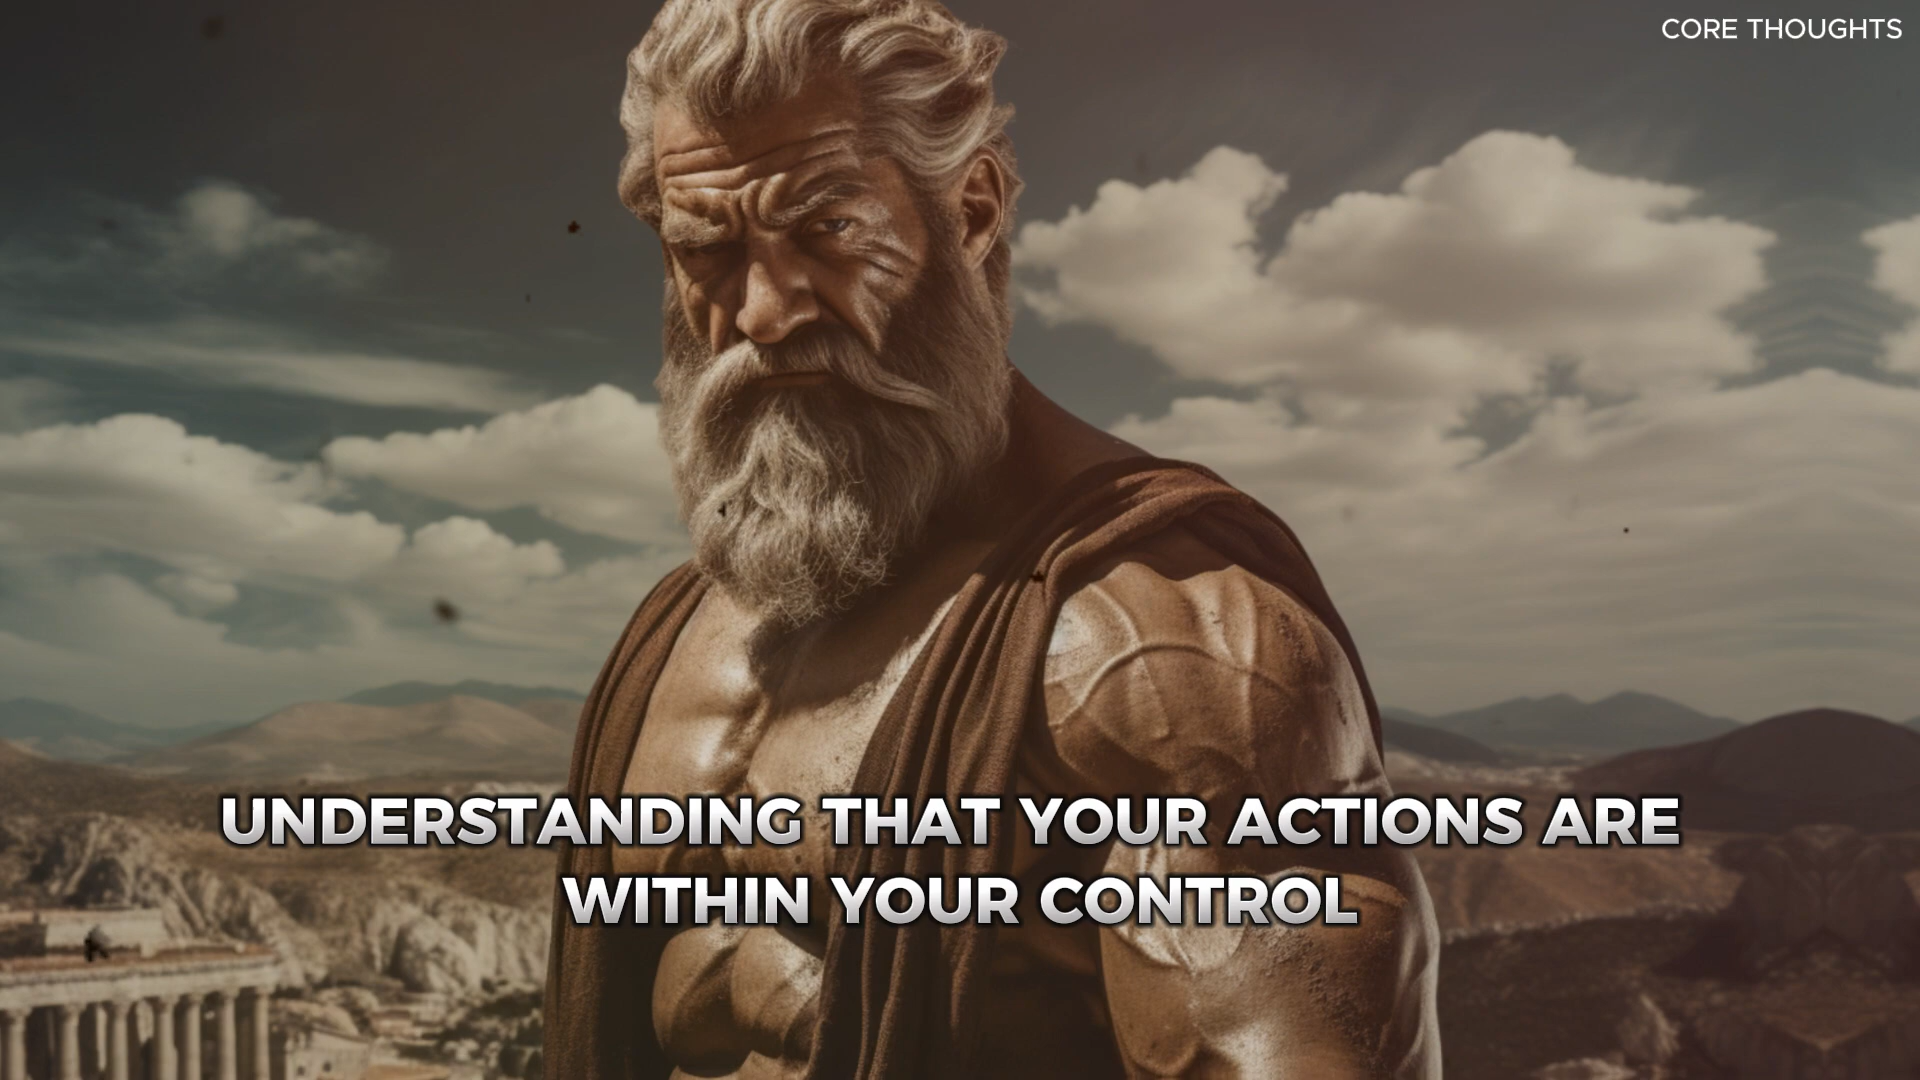 CORE THOUGHTS
UNDERSTANDING THAT YOUR ACTIONS ARE
WITHIN YOUR CONTROL